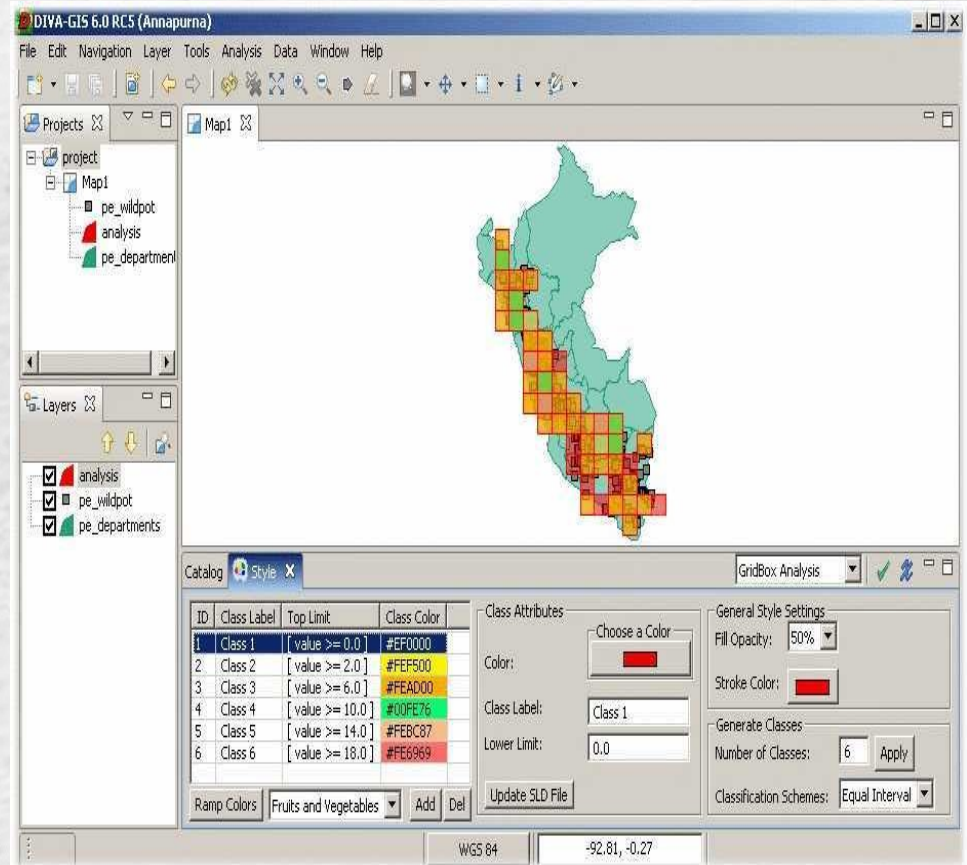 DIVA-GIS 6.0 RC5 (Annapurna)
File Edit Navigation Layer Tools Analysis Data Window Help
Projects
Map1
project
Map1
pe_wildpot
analysis
pe_department
Layers
analysis
pe_wildpot
pe_departments
Catalog Style GridBox Analysis
ID Class Label Top Limit Class Color
1 Class 1 [ value >= 0.0 ] #EF0000
2 Class 2 [ value >= 2.0 ] #FEF500
3 Class 3 [ value >= 6.0 ] #FEAD00
4 Class 4 [ value >= 10.0 ] #00FE76
5 Class 5 [ value >= 14.0 ] #FEBC87
6 Class 6 [ value >= 18.0 ] #FE6969
Ramp Colors Fruits and Vegetables Add Del
Class Attributes
Choose a Color
Color:
Class Label: Class 1
Lower Limit: 0.0
Update SLD File
General Style Settings
Fill Opacity: 50%
Stroke Color:
Generate Classes
Number of Classes: 6 Apply
Classification Schemes: Equal Interval
WGS 84 -92.81, -0.27